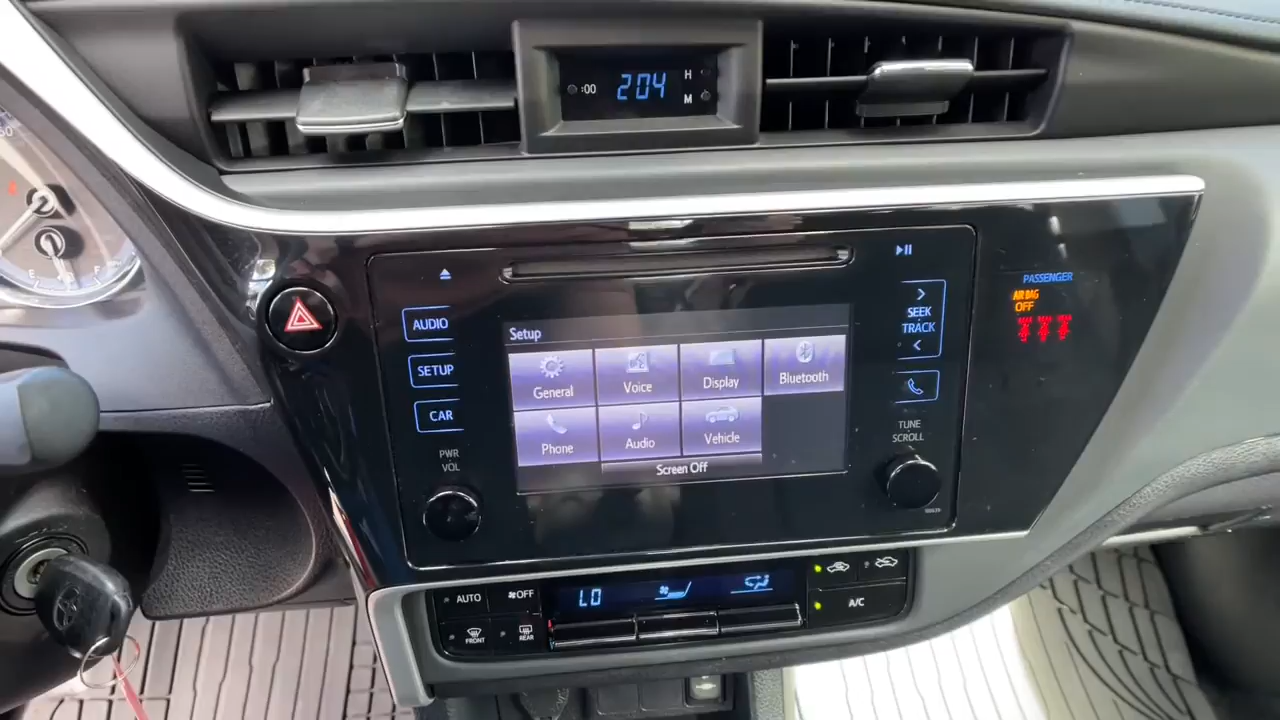 :00 204 H
M
AUDIO
SETUP
CAR
PWR
VOL
Setup
General
Voice
Display
Bluetooth
Phone
Audio
Vehicle
Screen Off
SEEK
TRACK
TUNE
SCROLL
PASSENGER
AIR BAG
OFF
E F
AUTO
OFF
FRONT
REAR
LO
A/C